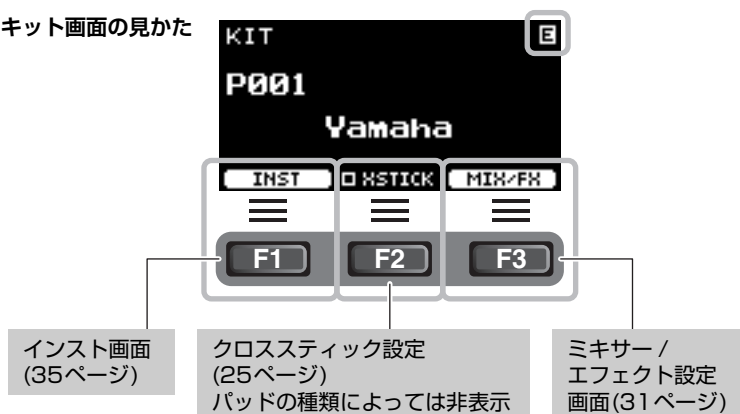 キット画面の見かた
KIT
E
P001
Yamaha
INST
XSTICK
MIX/FX
F1
F2
F3
インスト画面
(35ページ)
クロススティック設定
(25ページ)
パッドの種類によっては非表示
ミキサー /
エフェクト設定
画面(31ページ)